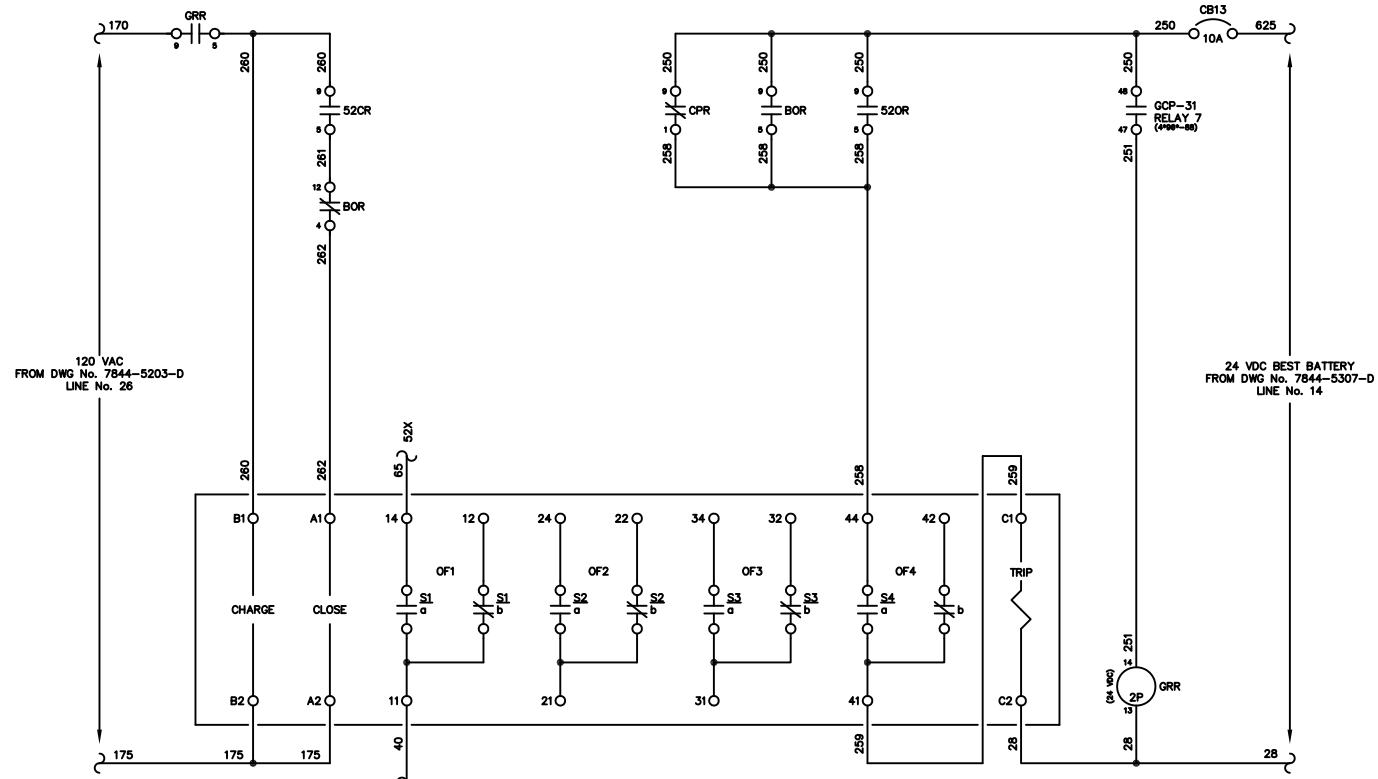 170
GRR
9 5
CB13
250 10A 625
260
260
250
250
250
250
9
52CR
5
9
CPR
1
9
BOR
5
9
52OR
5
48
GCP-31
RELAY 7
47
261
258
258
258
251
12
BOR
4
262
120 VAC
FROM DWG No. 7844-5203-D
LINE No. 26
24 VDC BEST BATTERY
FROM DWG No. 7844-5307-D
LINE No. 14
52X
260
262
65
258
259
B1 A1 14 12 24 22 34 32 44 42 C1
OF1 OF2 OF3 OF4 TRIP
CHARGE CLOSE
S1
a
S1
b
S2
a
S2
b
S3
a
S3
b
S4
a
b
251
14
(24 VDC)
2P
GRR
13
B2 A2 11 21 31 41 C2
40
259
28
28
175 175 175
28